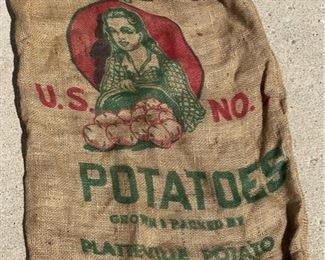 U.S. NO.
POTATOES
GROWN & PACKED BY
PLATTEVILLE POTATO